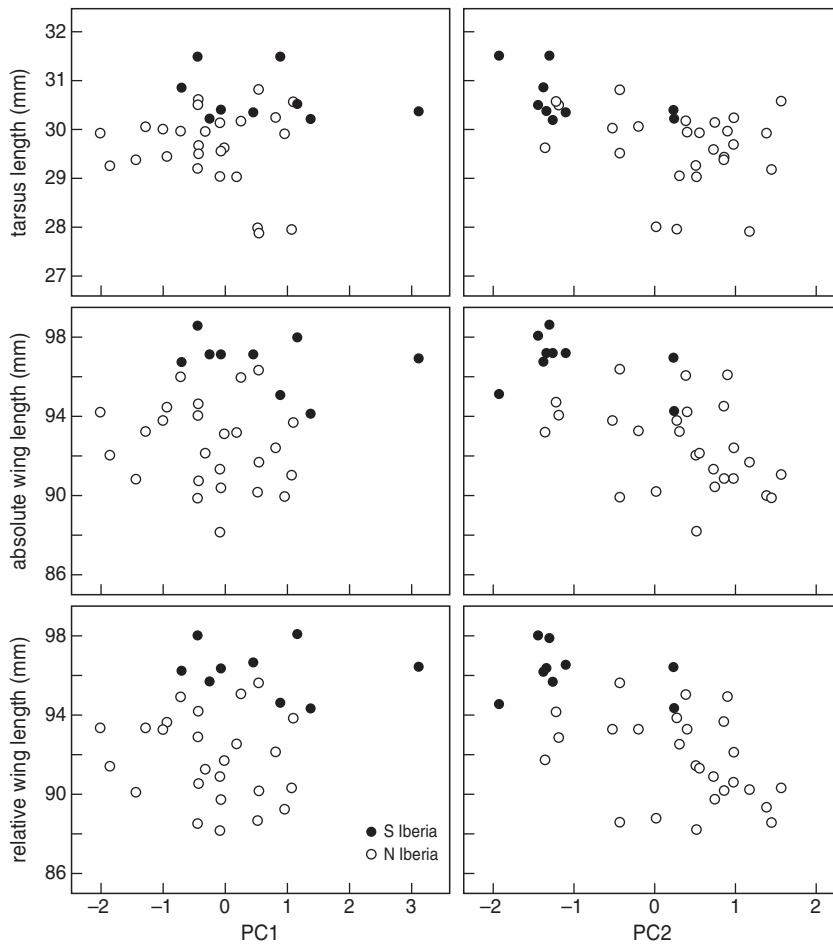 32
31
30
29
28
27
tarsus length (mm)
98
94
90
86
absolute wing length (mm)
98
94
90
86
relative wing length (mm)
S Iberia
N Iberia
–2 –1 0 1 2 3
PC1
–2 –1 0 1 2
PC2